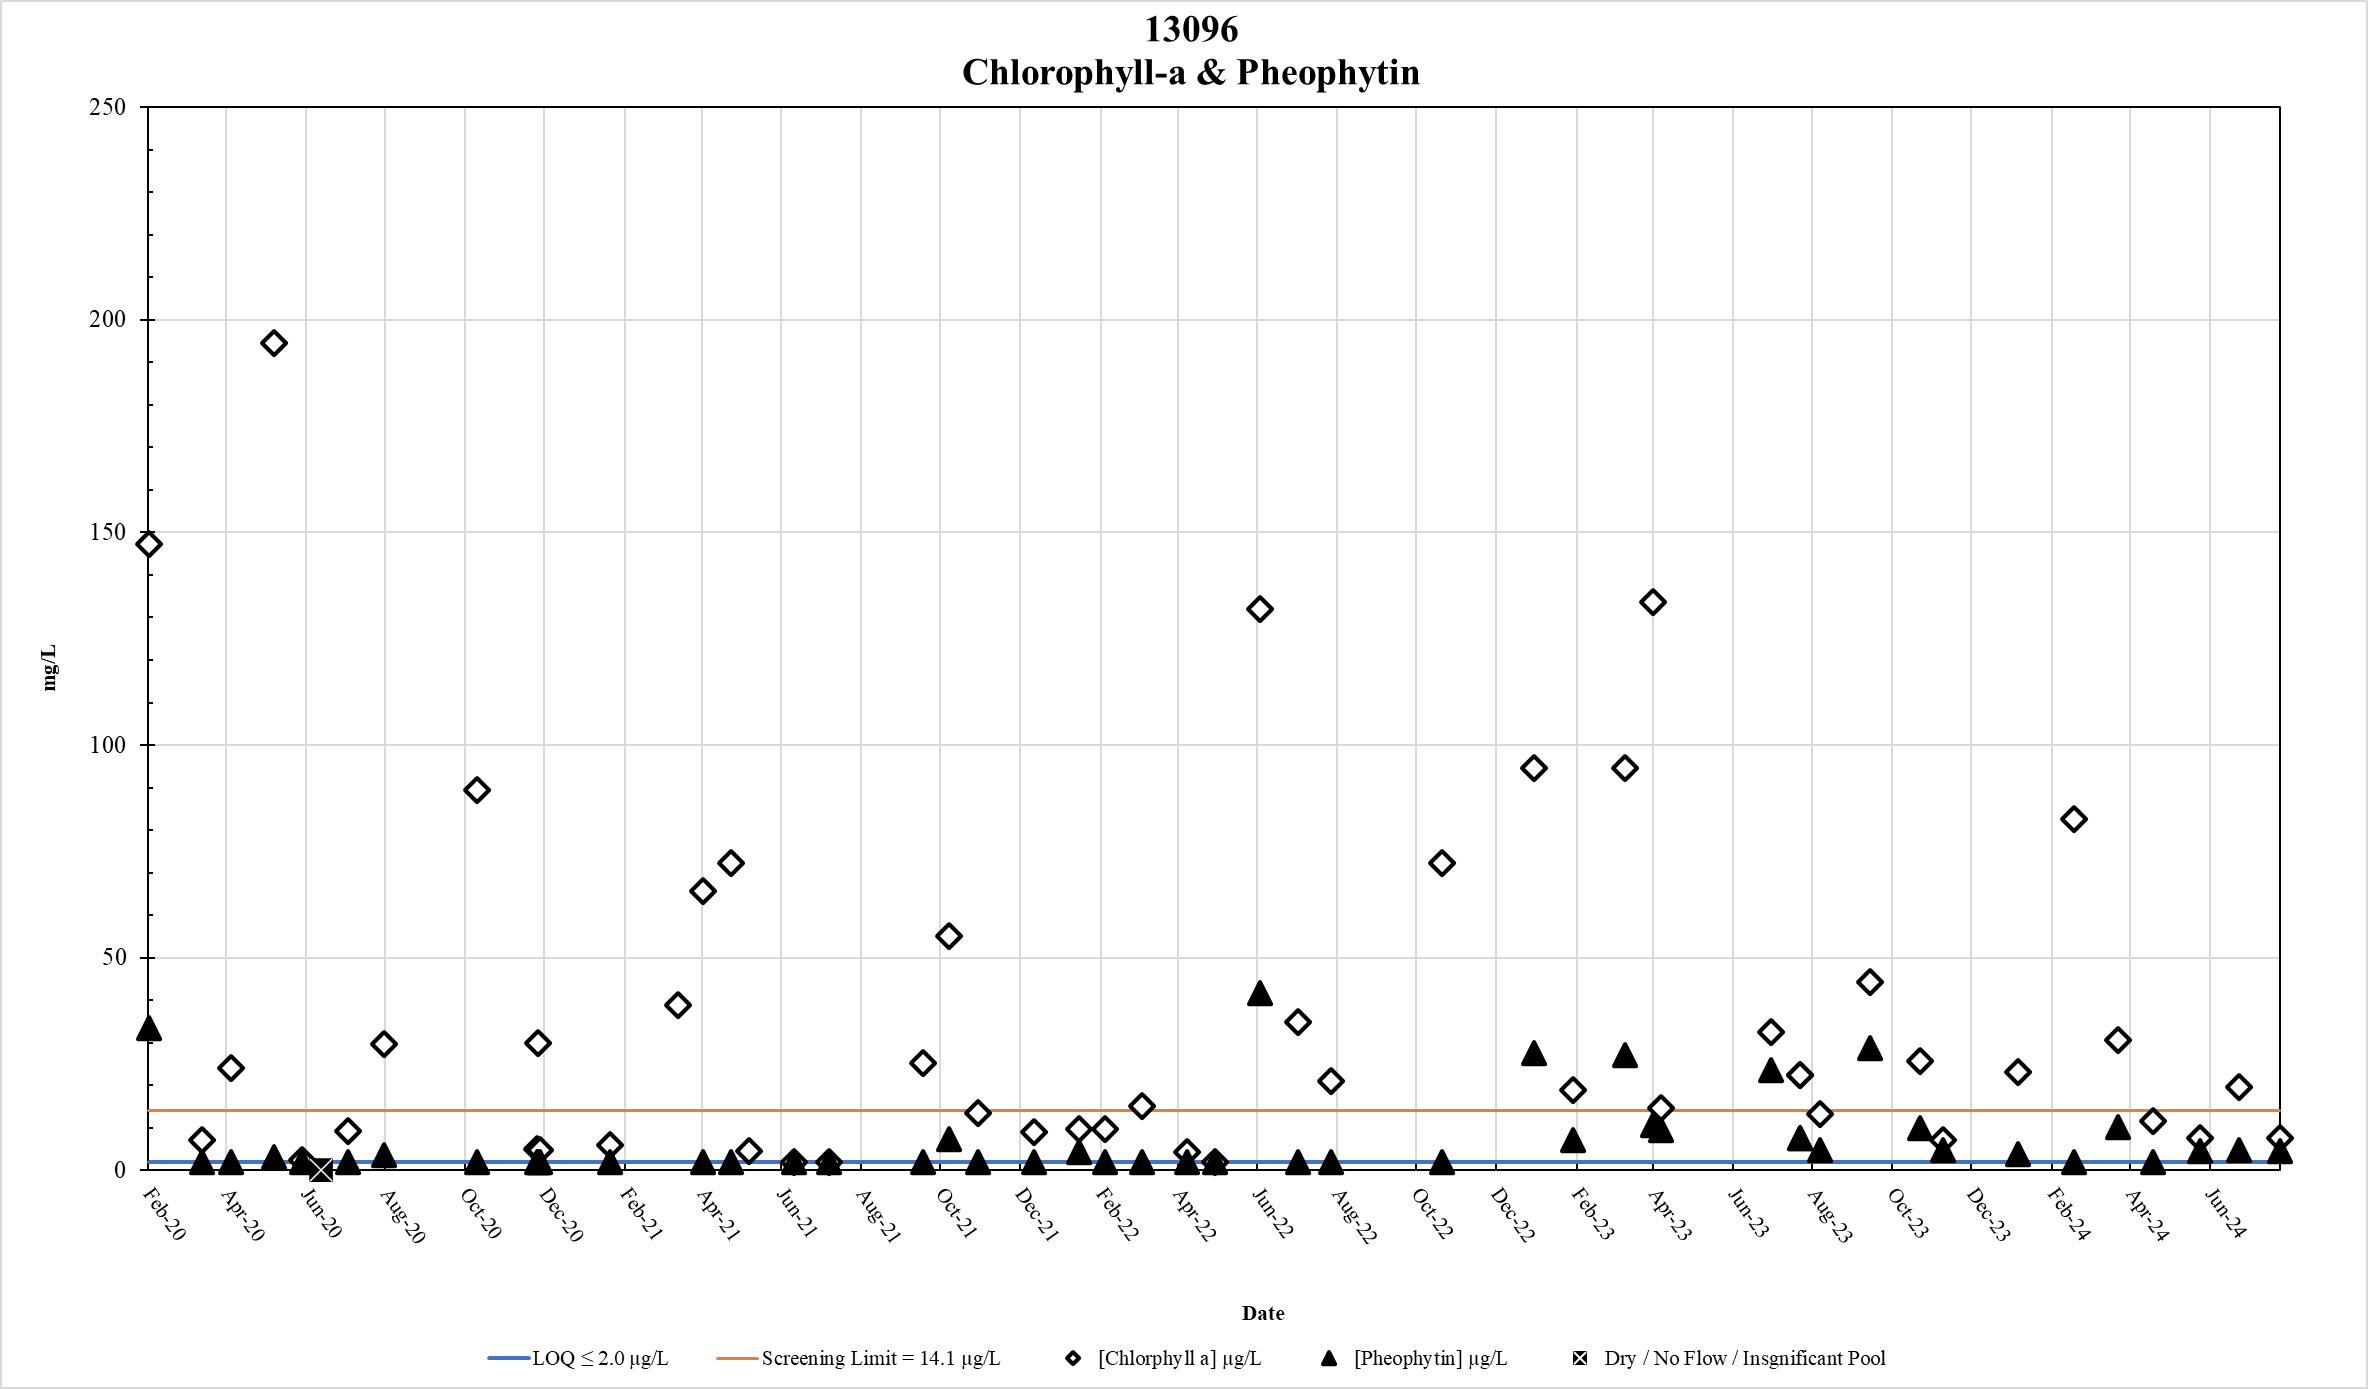 13096
Chlorophyll-a & Pheophytin
250
200
150
100
50
0
mg/L
Feb-20
Apr-20
Jun-20
Aug-20
Oct-20
Dec-20
Feb-21
Apr-21
Jun-21
Aug-21
Oct-21
Dec-21
Feb-22
Apr-22
Jun-22
Aug-22
Oct-22
Dec-22
Feb-23
Apr-23
Jun-23
Aug-23
Oct-23
Dec-23
Feb-24
Apr-24
Jun-24
Date
LOQ ≤ 2.0 µg/L
Screening Limit = 14.1 µg/L
[Chlorphyll a] µg/L
[Pheophytin] µg/L
Dry / No Flow / Insgnificant Pool